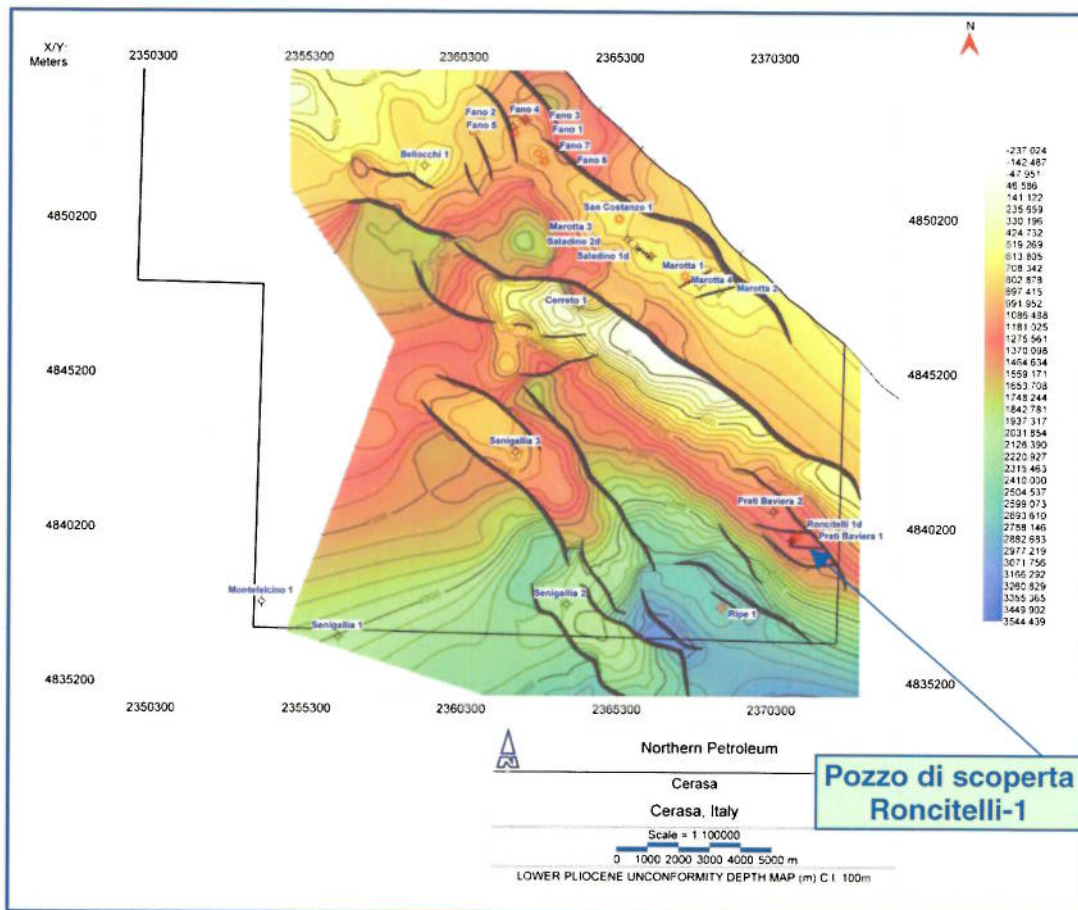 X/Y:
Meters
2350300
2355300
2360300
2365300
2370300
N
Fano 2
Fano 4
Fano 3
Fano 5
Fano 1
Fano 7
Fano 6
Bellocchi 1
4850200
4850200
San Costanzo 1
Marotta 3
Saladino 2d
Saladino 1d
Marotta 1
Marotta 4
Marotta 2
Cerreto 1
4845200
4845200
Senigallia 3
Prati Baviera 2
Roncitelli 1d
Prati Baviera 1
4840200
4840200
Montefelcino 1
Senigallia 2
Ripe 1
Senigallia 1
4835200
4835200
2350300
2355300
2360300
2365300
2370300
-237.024
-142.487
-47.951
46.586
141.122
235.659
330.196
424.732
519.269
613.805
708.342
802.878
897.415
991.952
1086.488
1181.025
1275.561
1370.098
1464.634
1559.171
1653.708
1748.244
1842.781
1937.317
2031.854
2126.390
2220.927
2315.463
2410.000
2504.537
2599.073
2693.610
2788.146
2882.683
2977.219
3071.756
3166.292
3260.829
3355.365
3449.902
3544.439
Northern Petroleum
Cerasa
Cerasa, Italy
Scale = 1:100000
0 1000 2000 3000 4000 5000 m
LOWER PLIOCENE UNCONFORMITY DEPTH MAP (m) C.I. 100m
Pozzo di scoperta
Roncitelli-1